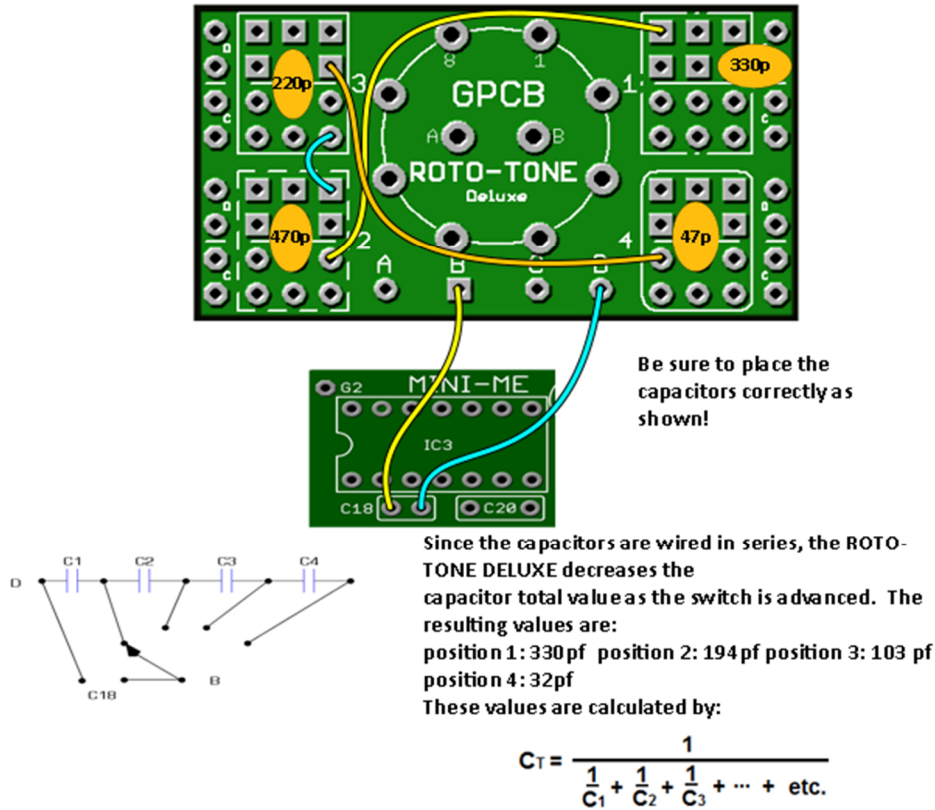 D
D
220p
330p
8
1
3
1
C
GPCB
C
A
B
ROTO-TONE
Deluxe
D
D
470p
47p
2
4
C
A
B
C
D
C
Be sure to place the
capacitors correctly as
shown!
G2
MINI-ME
IC3
C18
C20
Since the capacitors are wired in series, the ROTO-
TONE DELUXE decreases the
capacitor total value as the switch is advanced. The
resulting values are:
position 1: 330pf position 2: 194pf position 3: 103 pf
position 4: 32pf
These values are calculated by:
C1 C2 C3 C4
D
B
C18
CT = 1 / 1/C1 + 1/C2 + 1/C3 + ··· + etc.